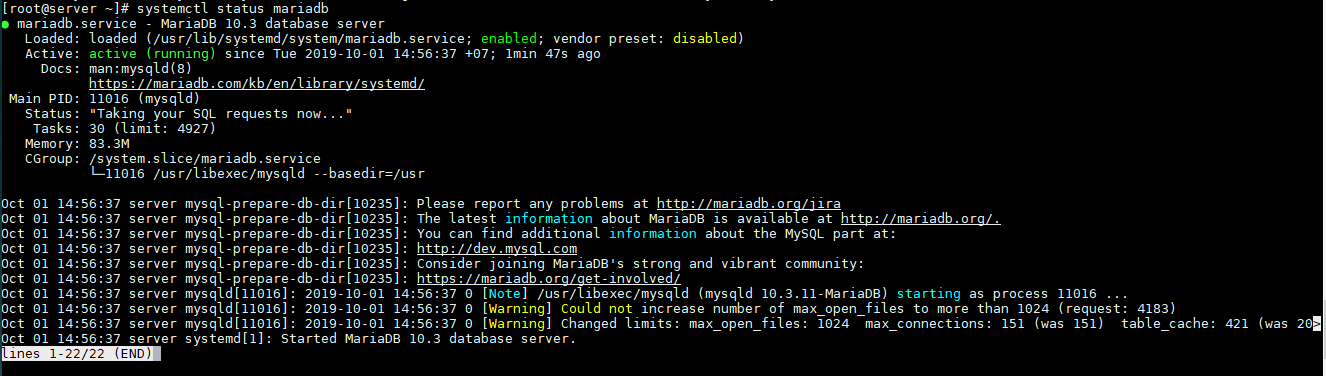 [root@server ~]# systemctl status mariadb
● mariadb.service - MariaDB 10.3 database server
   Loaded: loaded (/usr/lib/systemd/system/mariadb.service; enabled; vendor preset: disabled)
   Active: active (running) since Tue 2019-10-01 14:56:37 +07; 1min 47s ago
     Docs: man:mysqld(8)
           https://mariadb.com/kb/en/library/systemd/
 Main PID: 11016 (mysqld)
   Status: "Taking your SQL requests now..."
    Tasks: 30 (limit: 4927)
   Memory: 83.3M
   CGroup: /system.slice/mariadb.service
           └─11016 /usr/libexec/mysqld --basedir=/usr

Oct 01 14:56:37 server mysql-prepare-db-dir[10235]: Please report any problems at http://mariadb.org/jira
Oct 01 14:56:37 server mysql-prepare-db-dir[10235]: The latest information about MariaDB is available at http://mariadb.org/.
Oct 01 14:56:37 server mysql-prepare-db-dir[10235]: You can find additional information about the MySQL part at:
Oct 01 14:56:37 server mysql-prepare-db-dir[10235]: http://dev.mysql.com
Oct 01 14:56:37 server mysql-prepare-db-dir[10235]: Consider joining MariaDB's strong and vibrant community:
Oct 01 14:56:37 server mysql-prepare-db-dir[10235]: https://mariadb.org/get-involved/
Oct 01 14:56:37 server mysqld[11016]: 2019-10-01 14:56:37 0 [Note] /usr/libexec/mysqld (mysqld 10.3.11-MariaDB) starting as process 11016 ...
Oct 01 14:56:37 server mysqld[11016]: 2019-10-01 14:56:37 0 [Warning] Could not increase number of max_open_files to more than 1024 (request: 4183)
Oct 01 14:56:37 server mysqld[11016]: 2019-10-01 14:56:37 0 [Warning] Changed limits: max_open_files: 1024  max_connections: 151 (was 151)  table_cache: 421 (was 20>
Oct 01 14:56:37 server systemd[1]: Started MariaDB 10.3 database server.
lines 1-22/22 (END)